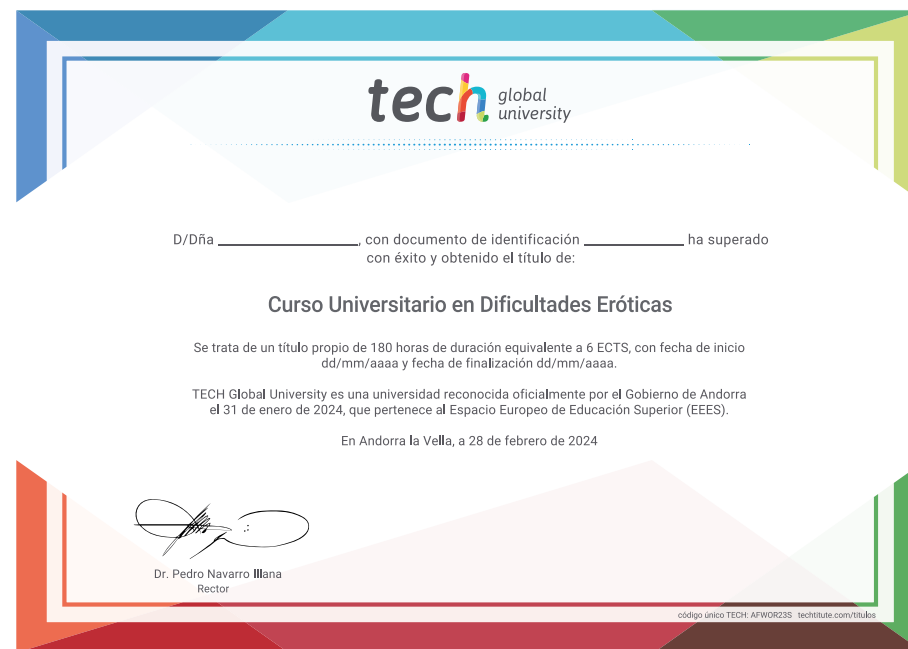 tech global university
D/Dña ____________________, con documento de identificación ______________ ha superado
con éxito y obtenido el título de:
Curso Universitario en Dificultades Eróticas
Se trata de un título propio de 180 horas de duración equivalente a 6 ECTS, con fecha de inicio
dd/mm/aaaa y fecha de finalización dd/mm/aaaa.
TECH Global University es una universidad reconocida oficialmente por el Gobierno de Andorra
el 31 de enero de 2024, que pertenece al Espacio Europeo de Educación Superior (EEES).
En Andorra la Vella, a 28 de febrero de 2024
Dr. Pedro Navarro Illana
Rector
código único TECH: AFWOR23S techtitute.com/titulos